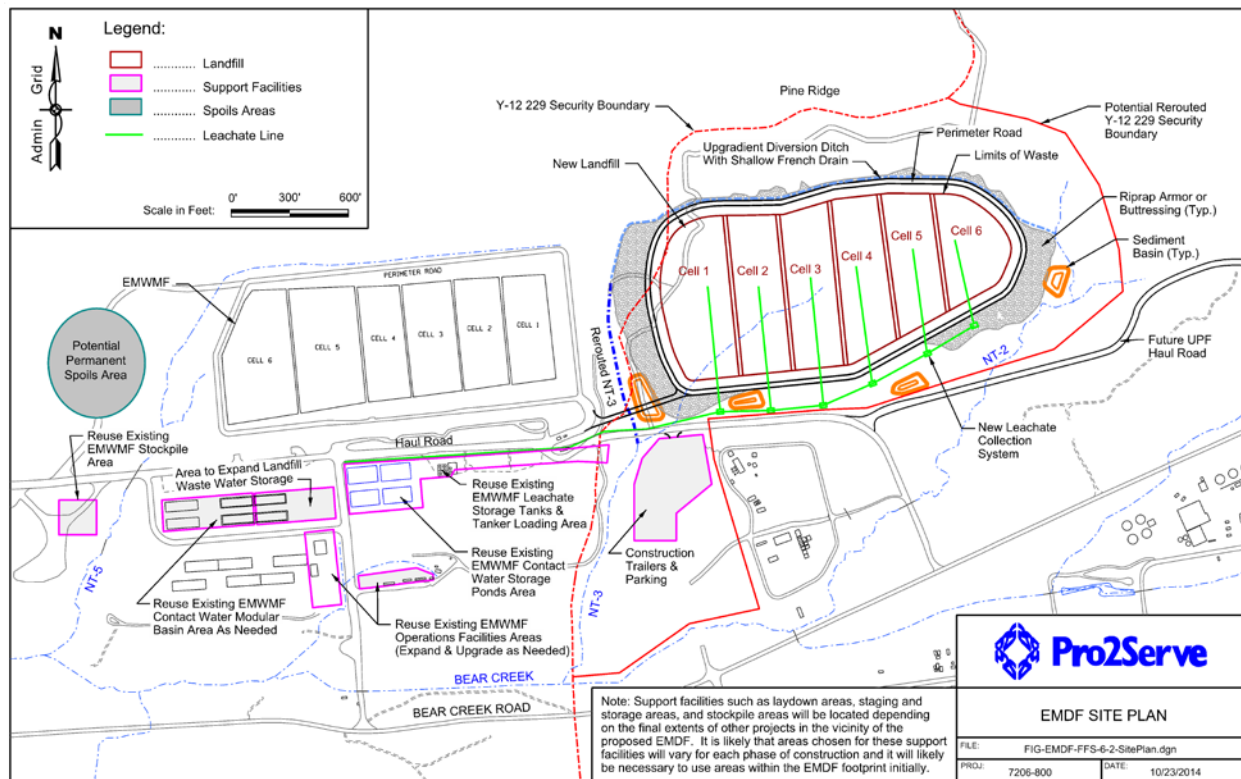 Legend:
N
Grid
Admin
............ Landfill
............ Support Facilities
............ Spoils Areas
............ Leachate Line
0'
300'
600'
Scale in Feet:
Pine Ridge
Y-12 229 Security
Boundary
Potential Rerouted
Y-12 229 Security
Boundary
Perimeter Road
Upgradient Diversion Ditch
With Shallow French Drain
Limits of Waste
New Landfill
Riprap Armor or
Buttressing (Typ.)
Sediment
Basin (Typ.)
Cell 1
Cell 2
Cell 3
Cell 4
Cell 5
Cell 6
EMWMF
PERIMETER ROAD
CELL 6
CELL 5
CELL 4
CELL 3
CELL 2
CELL 1
Potential
Permanent
Spoils Area
Rerouted NT-3
NT-2
Future UPF
Haul Road
New Leachate
Collection
System
Haul Road
Reuse Existing
EMWMF Stockpile
Area
Area to Expand Landfill
Waste Water Storage
Reuse Existing
EMWMF Leachate
Storage Tanks &
Tanker Loading Area
Construction
Trailers &
Parking
Reuse Existing
EMWMF Contact
Water Storage
Ponds Area
NT-5
NT-3
Reuse Existing EMWMF
Contact Water Modular
Basin Area As Needed
Reuse Existing EMWMF
Operations Facilities Areas
(Expand & Upgrade as Needed)
BEAR CREEK
BEAR CREEK ROAD
Note: Support facilities such as laydown areas, staging and
storage areas, and stockpile areas will be located depending
on the final extents of other projects in the vicinity of the
proposed EMDF. It is likely that areas chosen for these support
facilities will vary for each phase of construction and it will likely
be necessary to use areas within the EMDF footprint initially.
Pro2Serve
EMDF SITE PLAN
FILE: FIG-EMDF-FFS-6-2-SitePlan.dgn
PROJ: 7206-800
DATE: 10/23/2014